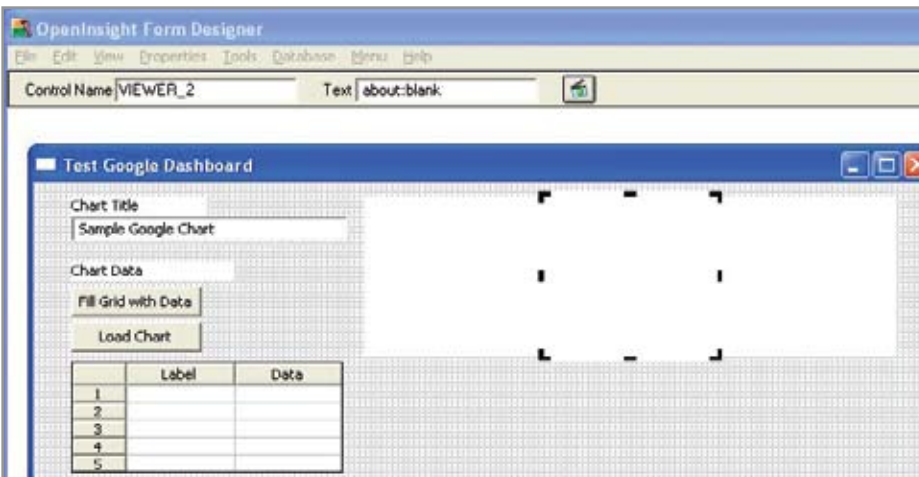 OpenInsight Form Designer
File Edit View Properties Tools Database Menu Help
Control Name VIEWER_2 Text about:blank
Test Google Dashboard
Chart Title
Sample Google Chart
Chart Data
Fill Grid with Data
Load Chart
Label Data
1
2
3
4
5